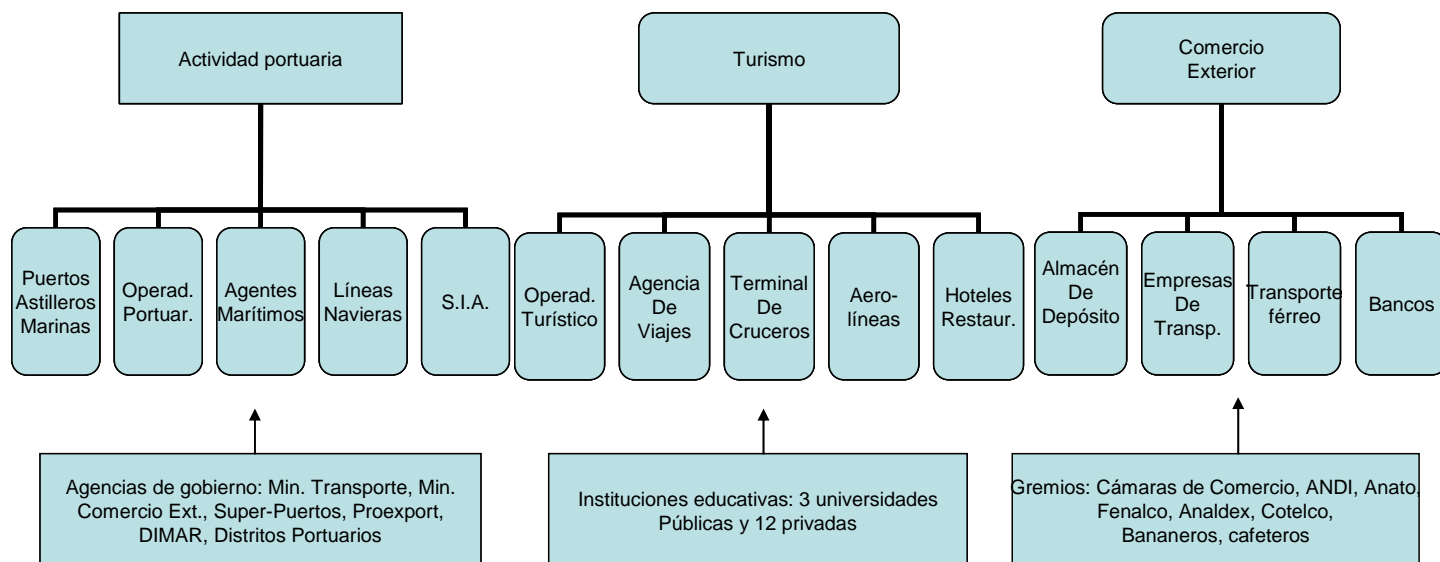 Actividad portuaria
Turismo
Comercio
Exterior
Puertos
Astilleros
Marinas
Operad.
Portuar.
Agentes
Marítimos
Líneas
Navieras
S.I.A.
Operad.
Turístico
Agencia
De
Viajes
Terminal
De
Cruceros
Aero-
líneas
Hoteles
Restaur.
Almacén
De
Depósito
Empresas
De
Transp.
Transporte
férreo
Bancos
Agencias de gobierno: Min. Transporte, Min.
Comercio Ext., Super-Puertos, Proexport,
DIMAR, Distritos Portuarios
Instituciones educativas: 3 universidades
Públicas y 12 privadas
Gremios: Cámaras de Comercio, ANDI, Anato,
Fenalco, Analdex, Cotelco,
Bananeros, cafeteros